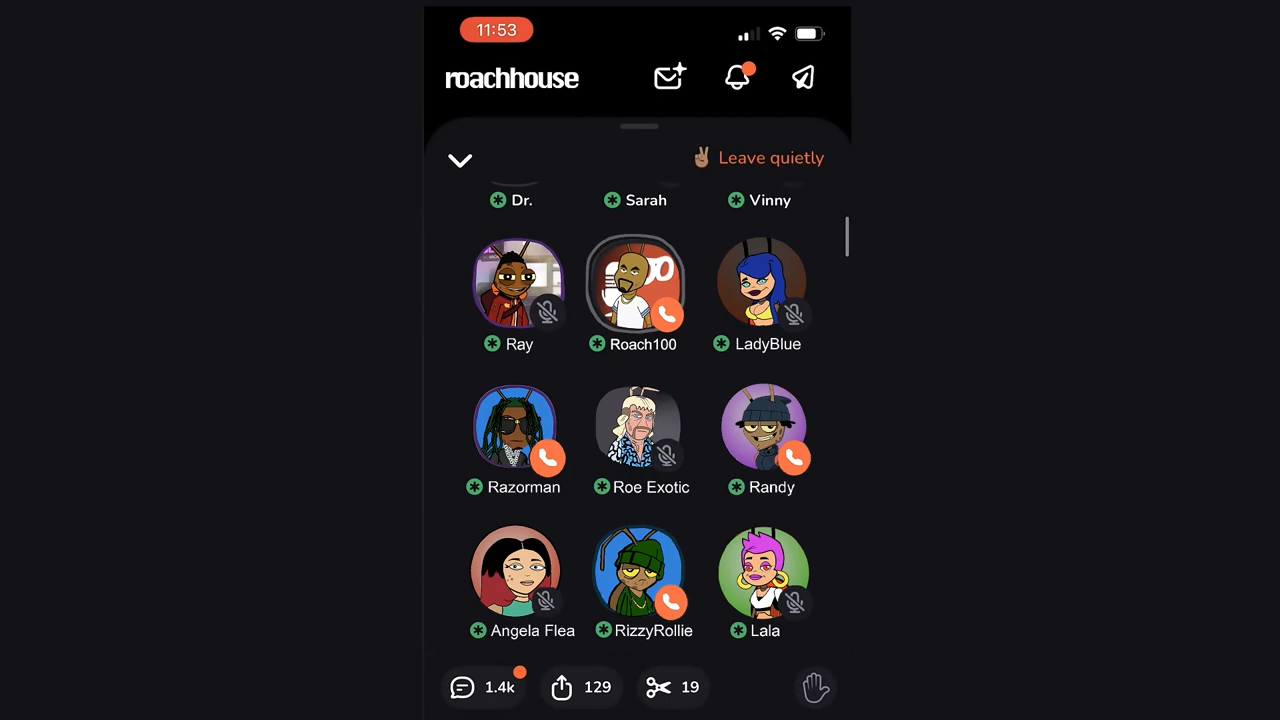 11:53
roachhouse
✌🏽 Leave quietly
Dr. Sarah Vinny
Ray Roach100 LadyBlue
Razorman Roe Exotic Randy
Angela Flea RizzyRollie Lala
1.4k 129 19